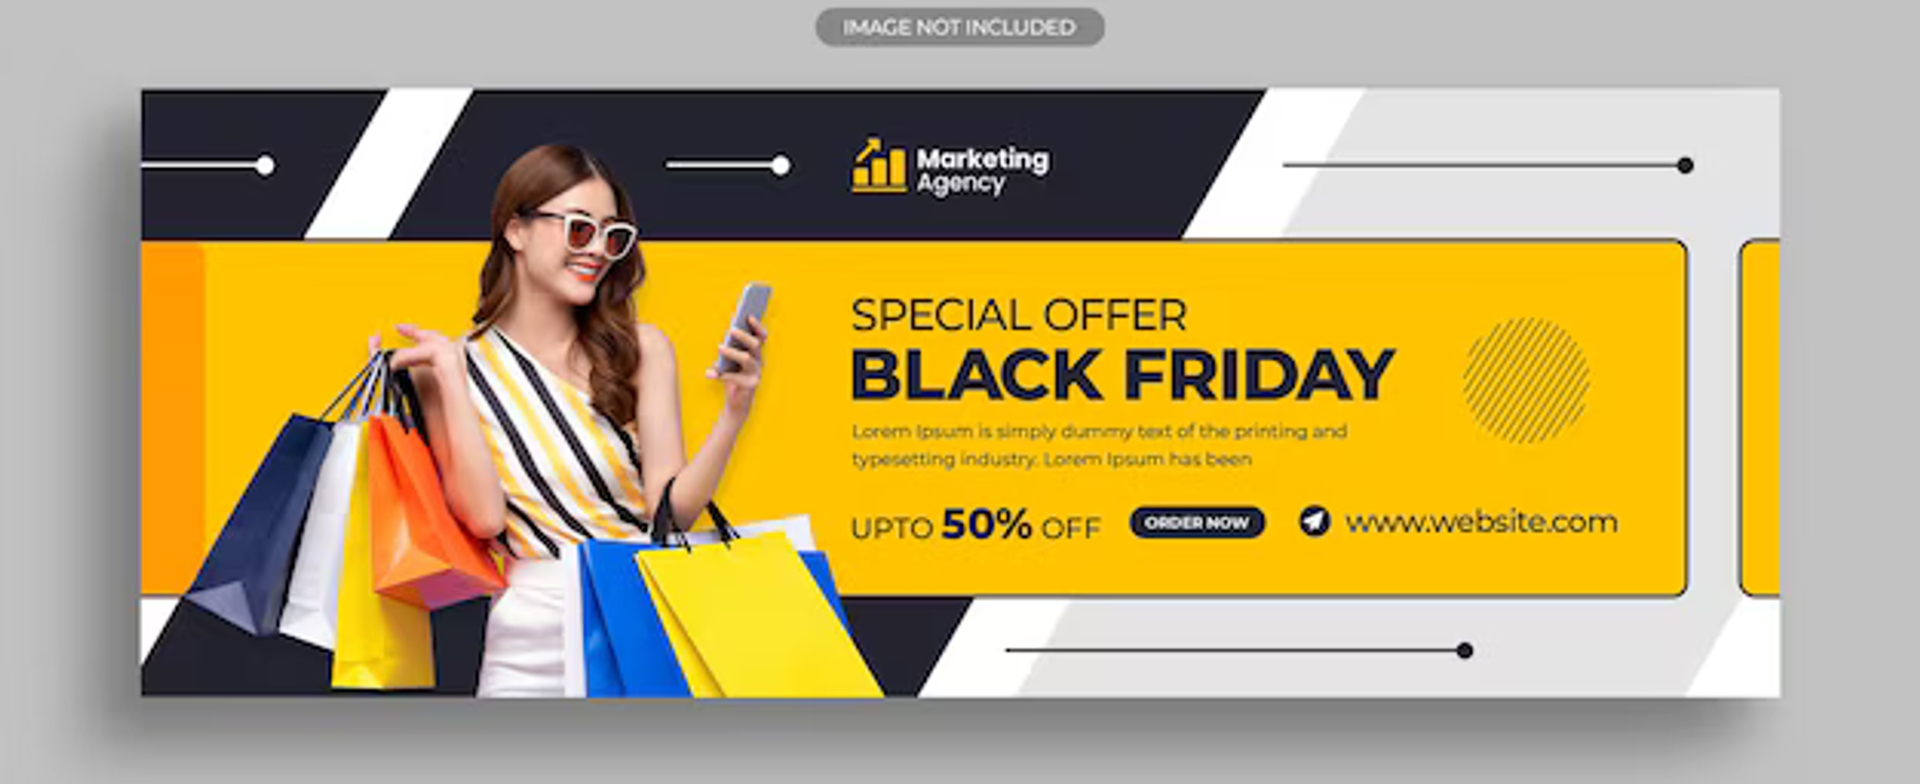 IMAGE NOT INCLUDED
Marketing
Agency
SPECIAL OFFER
BLACK FRIDAY
Lorem Ipsum is simply dummy text of the printing and
typesetting industry. Lorem Ipsum has been
UPTO 50% OFF ORDER NOW www.website.com